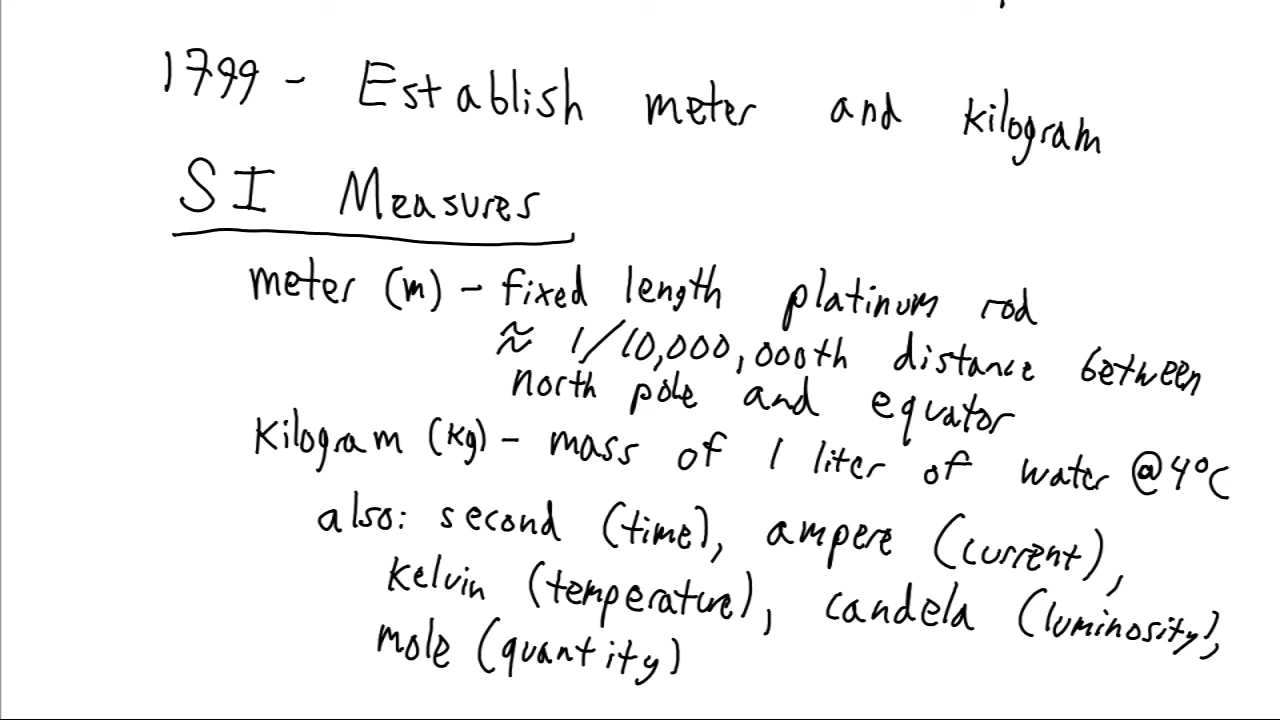 1799 - Establish meter and kilogram
SI Measures
meter (m) - fixed length platinum rod
≈ 1/10,000,000th distance between
north pole and equator
Kilogram (kg) - mass of 1 liter of water @4°C
also: second (time), ampere (current),
Kelvin (temperature), candela (luminosity),
mole (quantity)